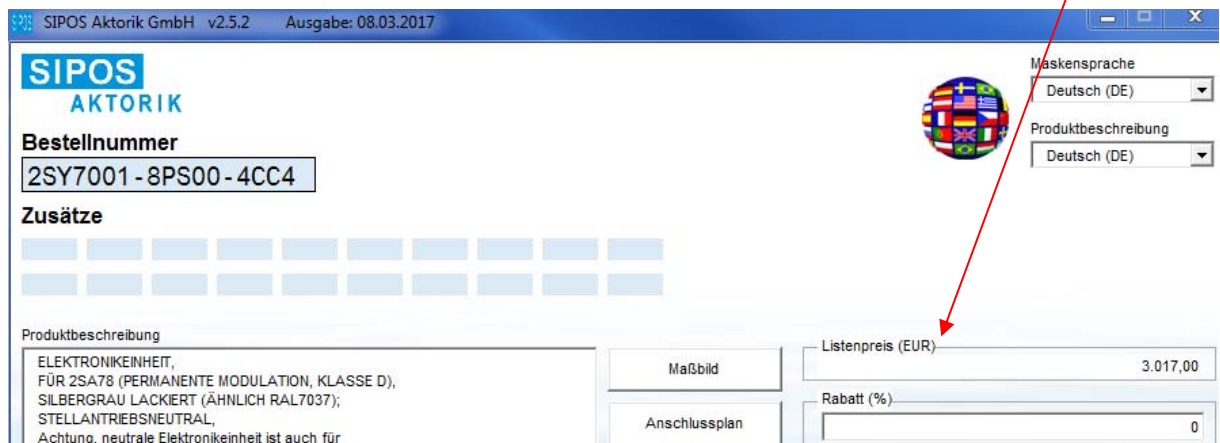 SIPOS Aktorik GmbH v2.5.2 Ausgabe: 08.03.2017
SIPOS
AKTORIK
Maskensprache
Deutsch (DE)
Bestellnummer
2SY7001-8PS00-4CC4
Produktbeschreibung
Deutsch (DE)
Zusätze
Produktbeschreibung
ELEKTRONIKEINHEIT,
FÜR 2SA78 (PERMANENTE MODULATION, KLASSE D),
SILBERGRAU LACKIERT (ÄHNLICH RAL7037);
STELLANTRIEBSNEUTRAL,
Achtung, neutrale Elektronikeinheit ist auch für
Maßbild
Anschlussplan
Listenpreis (EUR)
3.017,00
Rabatt (%)
0